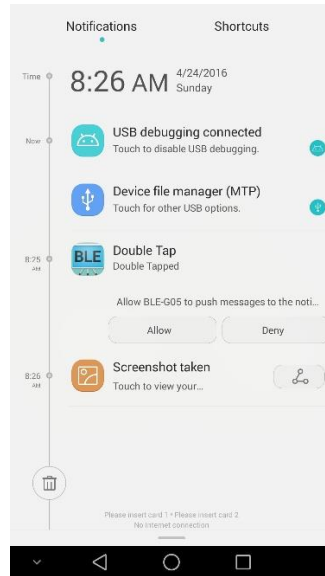 Notifications
Shortcuts
Time
8:26 AM
4/24/2016
Sunday
Now
USB debugging connected
Touch to disable USB debugging.
Device file manager (MTP)
Touch for other USB options.
8:25
AM
BLE
Double Tap
Double Tapped
Allow BLE-G05 to push messages to the noti...
Allow
Deny
8:26
AM
Screenshot taken
Touch to view your...
Please insert card 1 • Please insert card 2
No internet connection